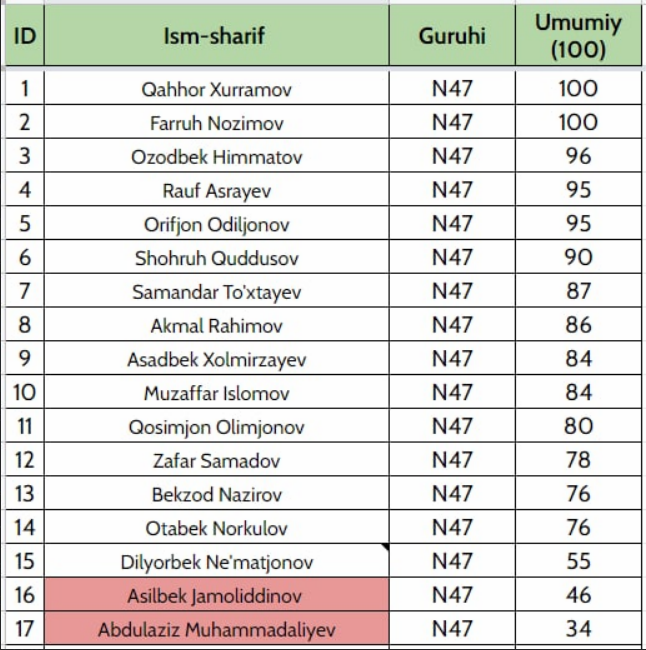 ID Ism-sharif Guruhi Umumiy (100)
1 Qahhor Xurramov N47 100
2 Farruh Nozimov N47 100
3 Ozodbek Himmatov N47 96
4 Rauf Asrayev N47 95
5 Orifjon Odiljonov N47 95
6 Shohruh Quddusov N47 90
7 Samandar To'xtayev N47 87
8 Akmal Rahimov N47 86
9 Asadbek Xolmirzayev N47 84
10 Muzaffar Islomov N47 84
11 Qosimjon Olimjonov N47 80
12 Zafar Samadov N47 78
13 Bekzod Nazirov N47 76
14 Otabek Norkulov N47 76
15 Dilyorbek Ne'matjonov N47 55
16 Asilbek Jamoliddinov N47 46
17 Abdulaziz Muhammadaliyev N47 34